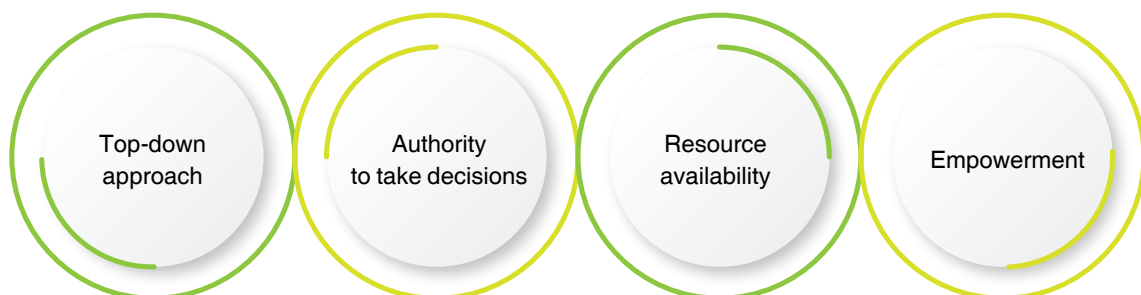 Top-down
approach
Authority
to take decisions
Resource
availability
Empowerment